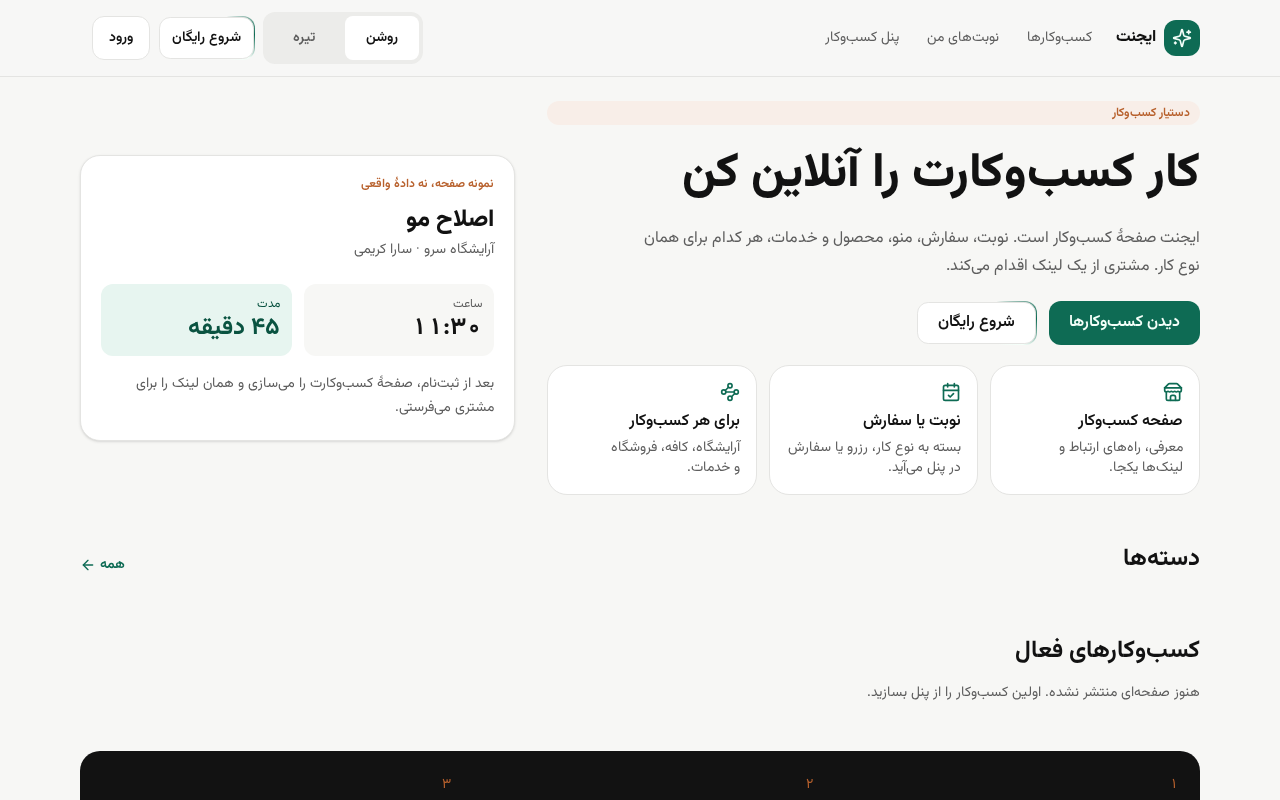 ایجنت
کسب‌وکارها
نوبت‌های من
پنل کسب‌وکار
روشن
تیره
شروع رایگان
ورود
دستیار کسب‌وکار
کار کسب‌وکارت را آنلاین کن
ایجنت صفحهٔ کسب‌وکار است. نوبت، سفارش، منو، محصول و خدمات، هر کدام برای همان
نوع کار. مشتری از یک لینک اقدام می‌کند.
دیدن کسب‌وکارها
شروع رایگان
صفحه کسب‌وکار
معرفی، راه‌های ارتباط و
لینک‌ها یکجا.
نوبت یا سفارش
بسته به نوع کار، رزرو یا سفارش
در پنل می‌آید.
برای هر کسب‌وکار
آرایشگاه، کافه، فروشگاه
و خدمات.
نمونه صفحه، نه دادهٔ واقعی
اصلاح مو
آرایشگاه سرو · سارا کریمی
ساعت
۱۱:۳۰
مدت
۴۵ دقیقه
بعد از ثبت‌نام، صفحهٔ کسب‌وکارت را می‌سازی و همان لینک را برای
مشتری می‌فرستی.
دسته‌ها
همه
کسب‌وکارهای فعال
هنوز صفحه‌ای منتشر نشده. اولین کسب‌وکار را از پنل بسازید.
۱
۲
۳